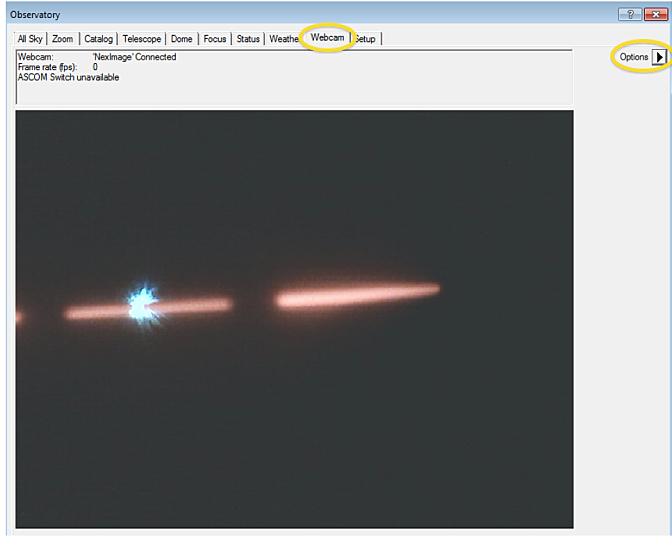 Observatory
All Sky Zoom Catalog Telescope Dome Focus Status Weathe Webcam Setup
Options
Webcam: 'NexImage' Connected
Frame rate (fps): 0
ASCOM Switch unavailable